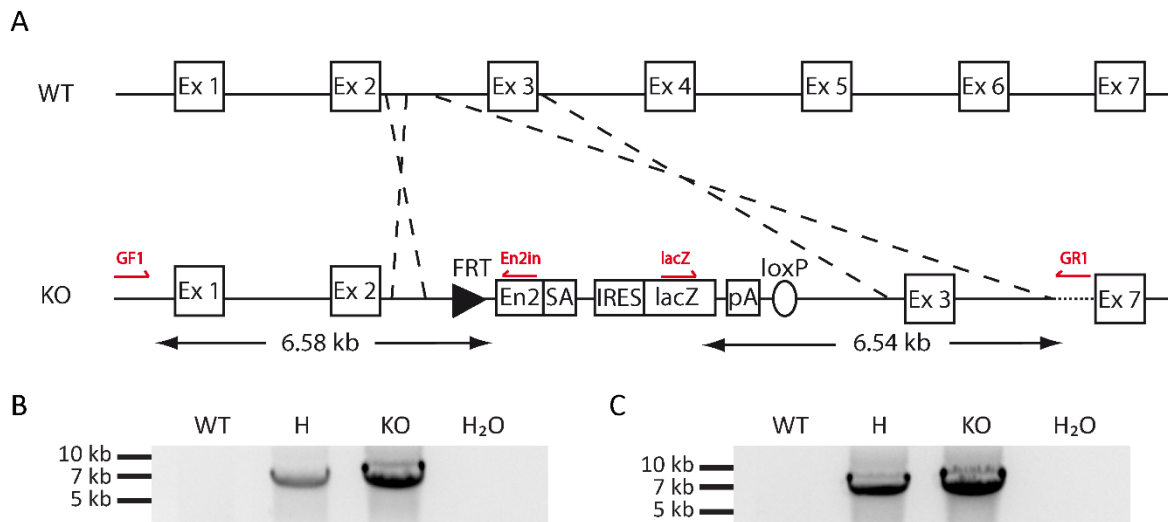 A
WT
Ex 1 Ex 2 Ex 3 Ex 4 Ex 5 Ex 6 Ex 7
GF1 FRT En2in lacZ loxP GR1
KO
Ex 1 Ex 2 En2 SA IRES lacZ pA Ex 3 Ex 7
6.58 kb 6.54 kb
B
WT H KO H₂O
10 kb
7 kb
5 kb
C
WT H KO H₂O
10 kb
7 kb
5 kb